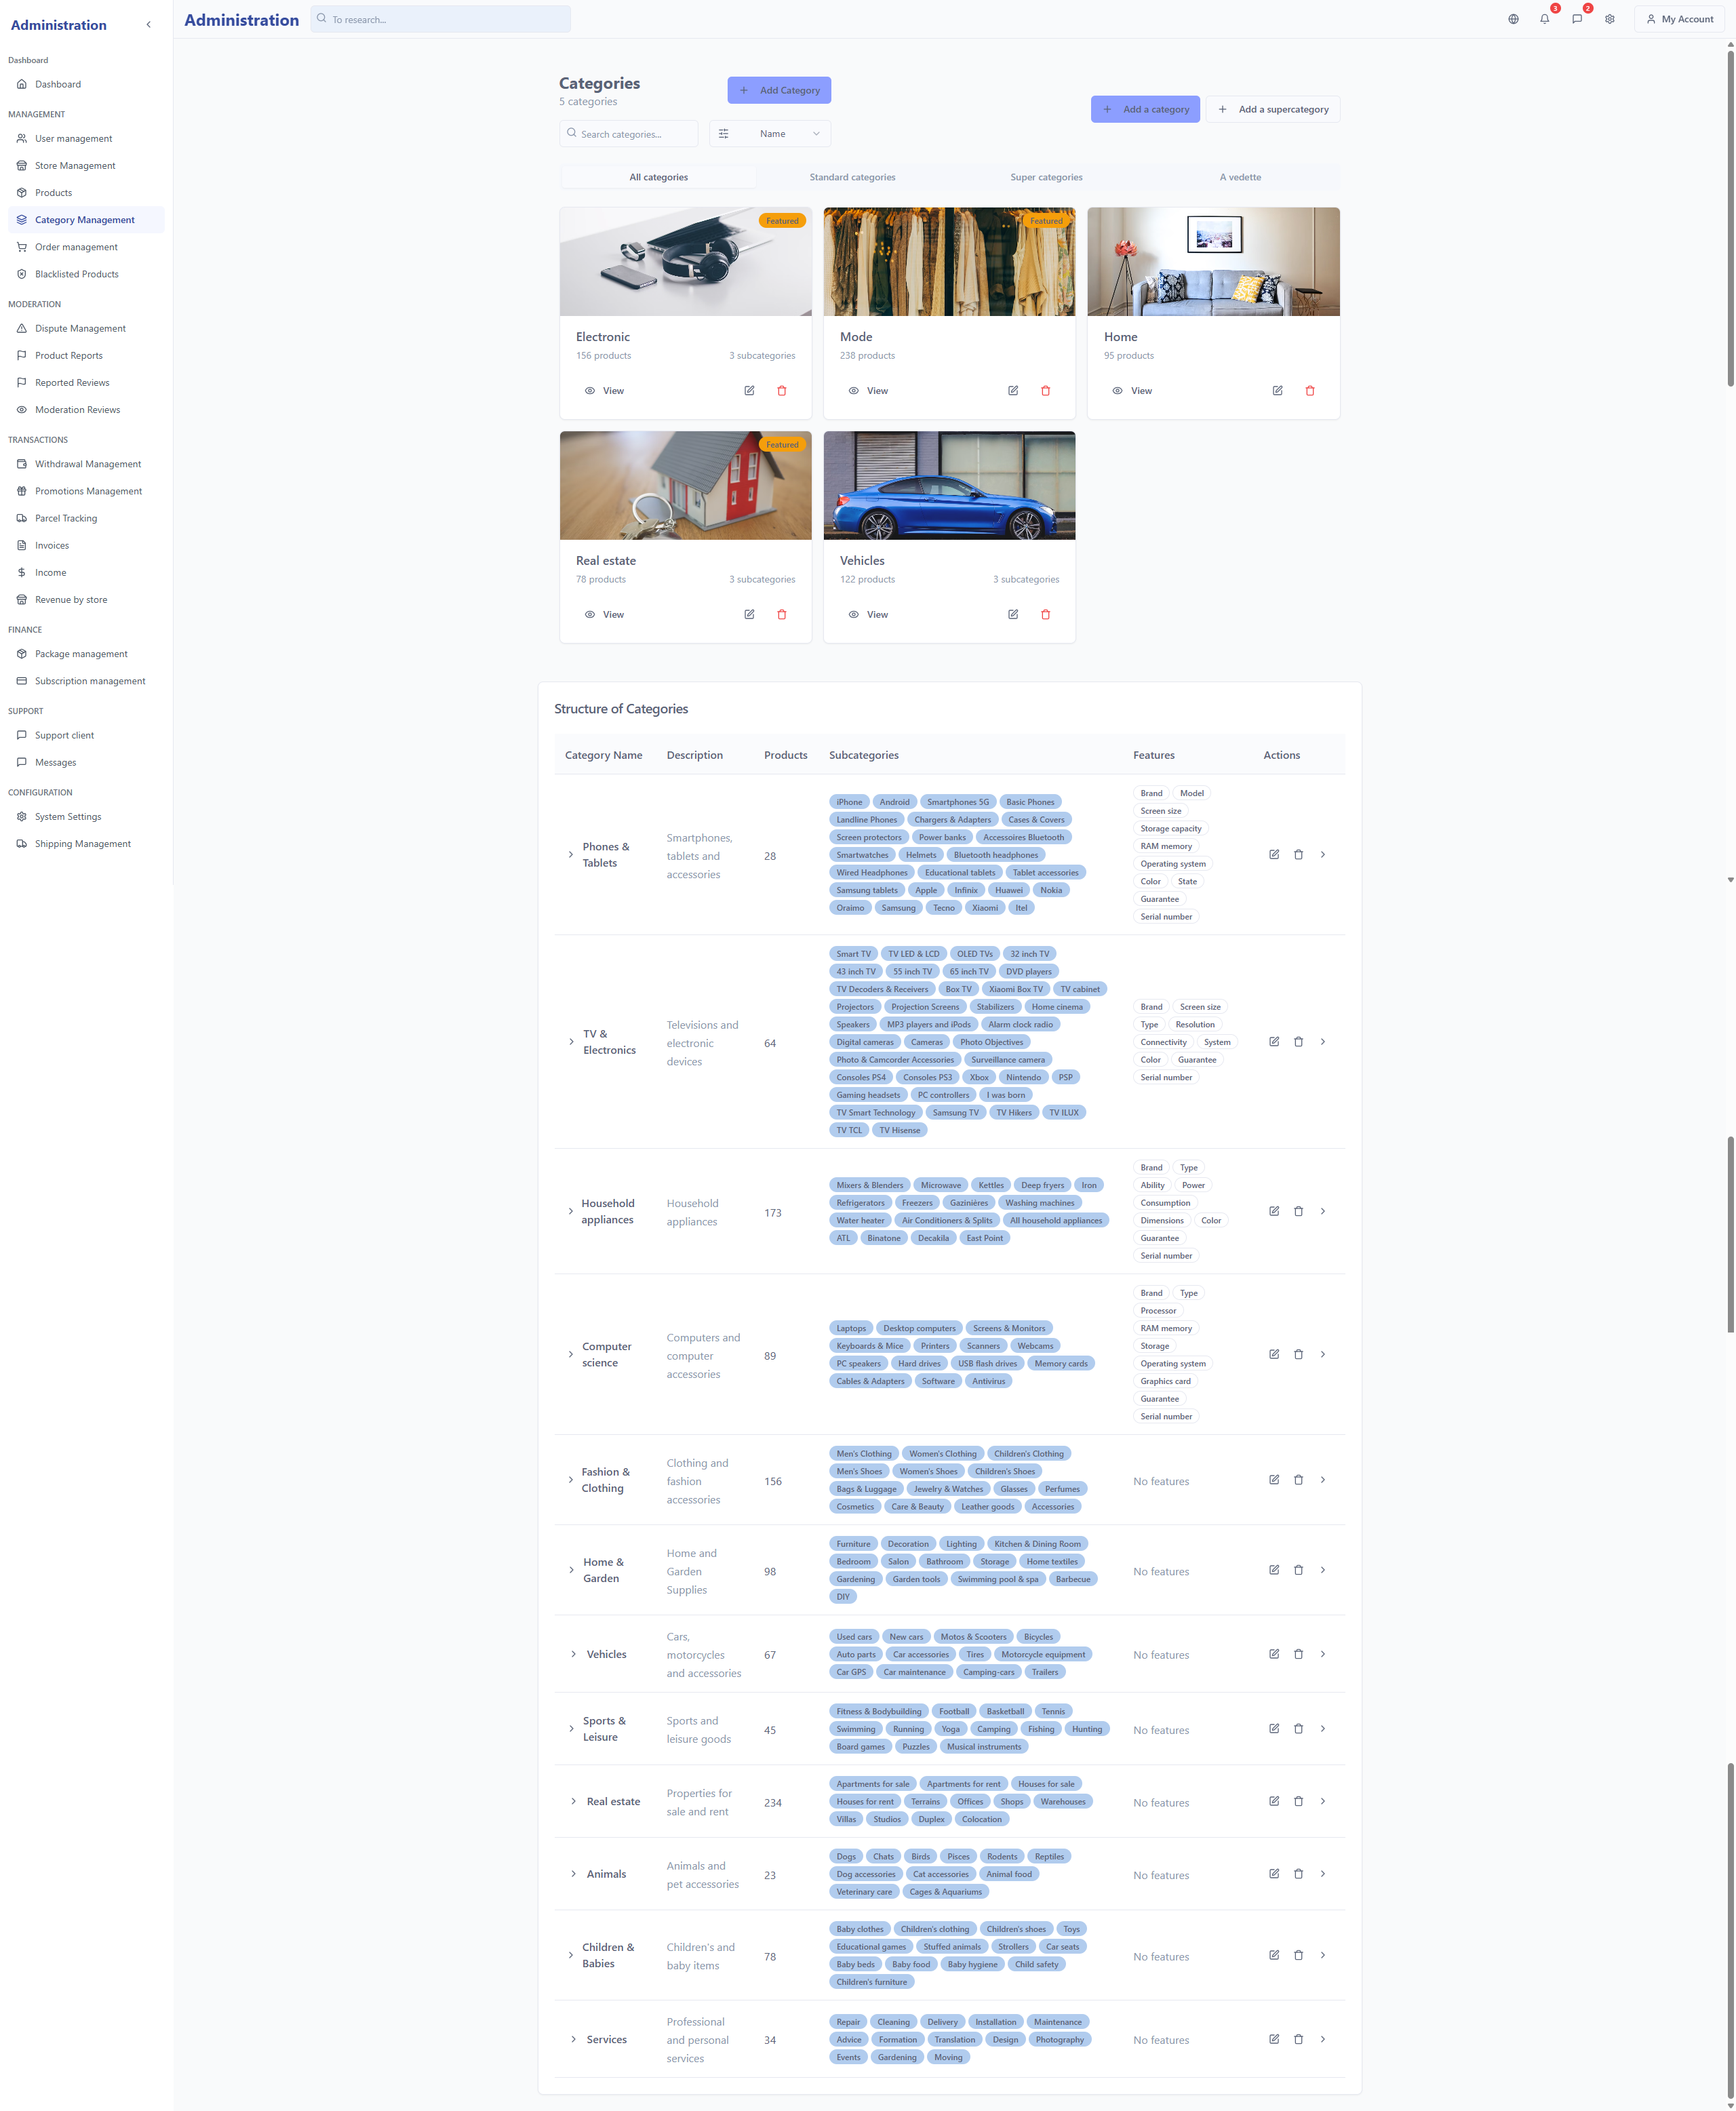 Administration
Dashboard
Dashboard
MANAGEMENT
User management
Store Management
Products
Category Management
Order management
Blacklisted Products
MODERATION
Dispute Management
Product Reports
Reported Reviews
Moderation Reviews
TRANSACTIONS
Withdrawal Management
Promotions Management
Parcel Tracking
Invoices
Income
Revenue by store
FINANCE
Package management
Subscription management
SUPPORT
Support client
Messages
CONFIGURATION
System Settings
Shipping Management
Administration
To research...
3
2
My Account
Categories
5 categories
Add Category
Add a category
Add a supercategory
Search categories...
Name
All categories
Standard categories
Super categories
A vedette
Featured
Electronic
156 products
3 subcategories
View
Featured
Mode
238 products
View
Home
95 products
View
Featured
Real estate
78 products
3 subcategories
View
Vehicles
122 products
3 subcategories
View
Structure of Categories
Category Name Description Products Subcategories Features Actions
Phones &
Tablets
Smartphones,
tablets and
accessories
28
iPhone Android Smartphones 5G Basic Phones
Landline Phones Chargers & Adapters Cases & Covers
Screen protectors Power banks Accessoires Bluetooth
Smartwatches Helmets Bluetooth headphones
Wired Headphones Educational tablets Tablet accessories
Samsung tablets Apple Infinix Huawei Nokia
Oraimo Samsung Tecno Xiaomi Itel
Brand Model
Screen size
Storage capacity
RAM memory
Operating system
Color State
Guarantee
Serial number
TV &
Electronics
Televisions and
electronic
devices
64
Smart TV TV LED & LCD OLED TVs 32 inch TV
43 inch TV 55 inch TV 65 inch TV DVD players
TV Decoders & Receivers Box TV Xiaomi Box TV TV cabinet
Projectors Projection Screens Stabilizers Home cinema
Speakers MP3 players and iPods Alarm clock radio
Digital cameras Cameras Photo Objectives
Photo & Camcorder Accessories Surveillance camera
Consoles PS4 Consoles PS3 Xbox Nintendo PSP
Gaming headsets PC controllers I was born
TV Smart Technology Samsung TV TV Hikers TV ILUX
TV TCL TV Hisense
Brand Screen size
Type Resolution
Connectivity System
Color Guarantee
Serial number
Household
appliances
Household
appliances
173
Mixers & Blenders Microwave Kettles Deep fryers Iron
Refrigerators Freezers Gazinières Washing machines
Water heater Air Conditioners & Splits All household appliances
ATL Binatone Decakila East Point
Brand Type
Ability Power
Consumption
Dimensions Color
Guarantee
Serial number
Computer
science
Computers and
computer
accessories
89
Laptops Desktop computers Screens & Monitors
Keyboards & Mice Printers Scanners Webcams
PC speakers Hard drives USB flash drives Memory cards
Cables & Adapters Software Antivirus
Brand Type
Processor
RAM memory
Storage
Operating system
Graphics card
Guarantee
Serial number
Fashion &
Clothing
Clothing and
fashion
accessories
156
Men's Clothing Women's Clothing Children's Clothing
Men's Shoes Women's Shoes Children's Shoes
Bags & Luggage Jewelry & Watches Glasses Perfumes
Cosmetics Care & Beauty Leather goods Accessories
No features
Home &
Garden
Home and
Garden
Supplies
98
Furniture Decoration Lighting Kitchen & Dining Room
Bedroom Salon Bathroom Storage Home textiles
Gardening Garden tools Swimming pool & spa Barbecue
DIY
No features
Vehicles
Cars,
motorcycles
and accessories
67
Used cars New cars Motos & Scooters Bicycles
Auto parts Car accessories Tires Motorcycle equipment
Car GPS Car maintenance Camping-cars Trailers
No features
Sports &
Leisure
Sports and
leisure goods
45
Fitness & Bodybuilding Football Basketball Tennis
Swimming Running Yoga Camping Fishing Hunting
Board games Puzzles Musical instruments
No features
Real estate
Properties for
sale and rent
234
Apartments for sale Apartments for rent Houses for sale
Houses for rent Terrains Offices Shops Warehouses
Villas Studios Duplex Colocation
No features
Animals
Animals and
pet accessories
23
Dogs Chats Birds Pisces Rodents Reptiles
Dog accessories Cat accessories Animal food
Veterinary care Cages & Aquariums
No features
Children &
Babies
Children's and
baby items
78
Baby clothes Children's clothing Children's shoes Toys
Educational games Stuffed animals Strollers Car seats
Baby beds Baby food Baby hygiene Child safety
Children's furniture
No features
Services
Professional
and personal
services
34
Repair Cleaning Delivery Installation Maintenance
Advice Formation Translation Design Photography
Events Gardening Moving
No features